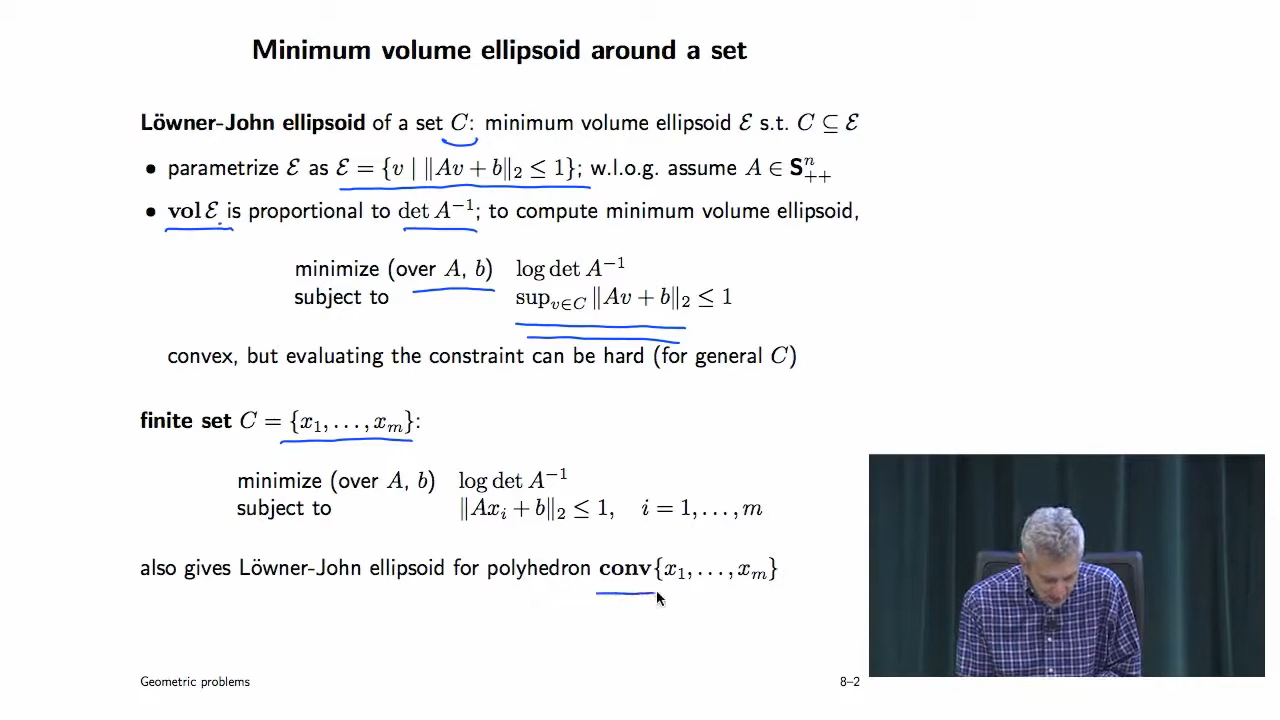 Minimum volume ellipsoid around a set
Löwner-John ellipsoid of a set C: minimum volume ellipsoid ℰ s.t. C ⊆ ℰ
• parametrize ℰ as ℰ = {v | ‖Av + b‖₂ ≤ 1}; w.l.o.g. assume A ∈ Sⁿ₊₊
• vol ℰ is proportional to det A⁻¹; to compute minimum volume ellipsoid,
minimize (over A, b) log det A⁻¹
subject to sup_{v∈C} ‖Av + b‖₂ ≤ 1
convex, but evaluating the constraint can be hard (for general C)
finite set C = {x₁, . . . , xₘ}:
minimize (over A, b) log det A⁻¹
subject to ‖Axᵢ + b‖₂ ≤ 1, i = 1, . . . , m
also gives Löwner-John ellipsoid for polyhedron conv{x₁, . . . , xₘ}
Geometric problems 8–2